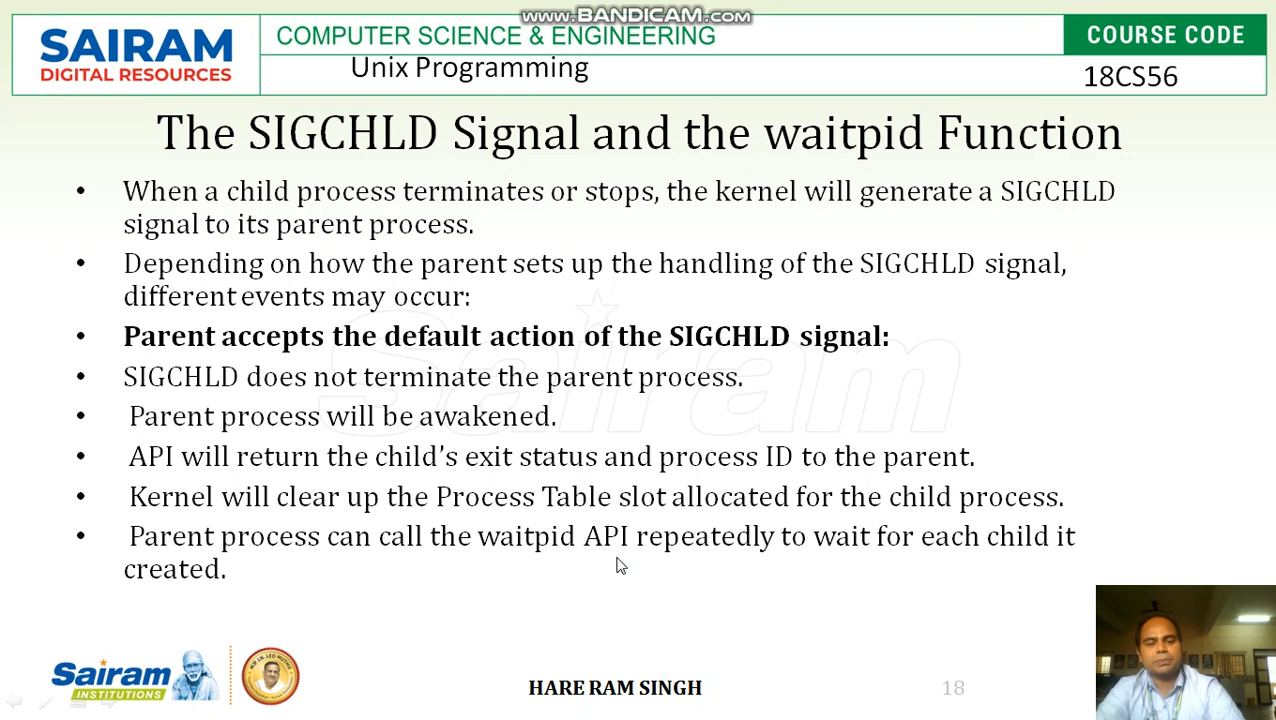 www.BANDICAM.com
SAIRAM
DIGITAL RESOURCES
COMPUTER SCIENCE & ENGINEERING
COURSE CODE
Unix Programming
18CS56
The SIGCHLD Signal and the waitpid Function
• When a child process terminates or stops, the kernel will generate a SIGCHLD
signal to its parent process.
• Depending on how the parent sets up the handling of the SIGCHLD signal,
different events may occur:
• Parent accepts the default action of the SIGCHLD signal:
• SIGCHLD does not terminate the parent process.
• Parent process will be awakened.
• API will return the child’s exit status and process ID to the parent.
• Kernel will clear up the Process Table slot allocated for the child process.
• Parent process can call the waitpid API repeatedly to wait for each child it
created.
Sairam
Sairam
INSTITUTIONS
HARE RAM SINGH
18